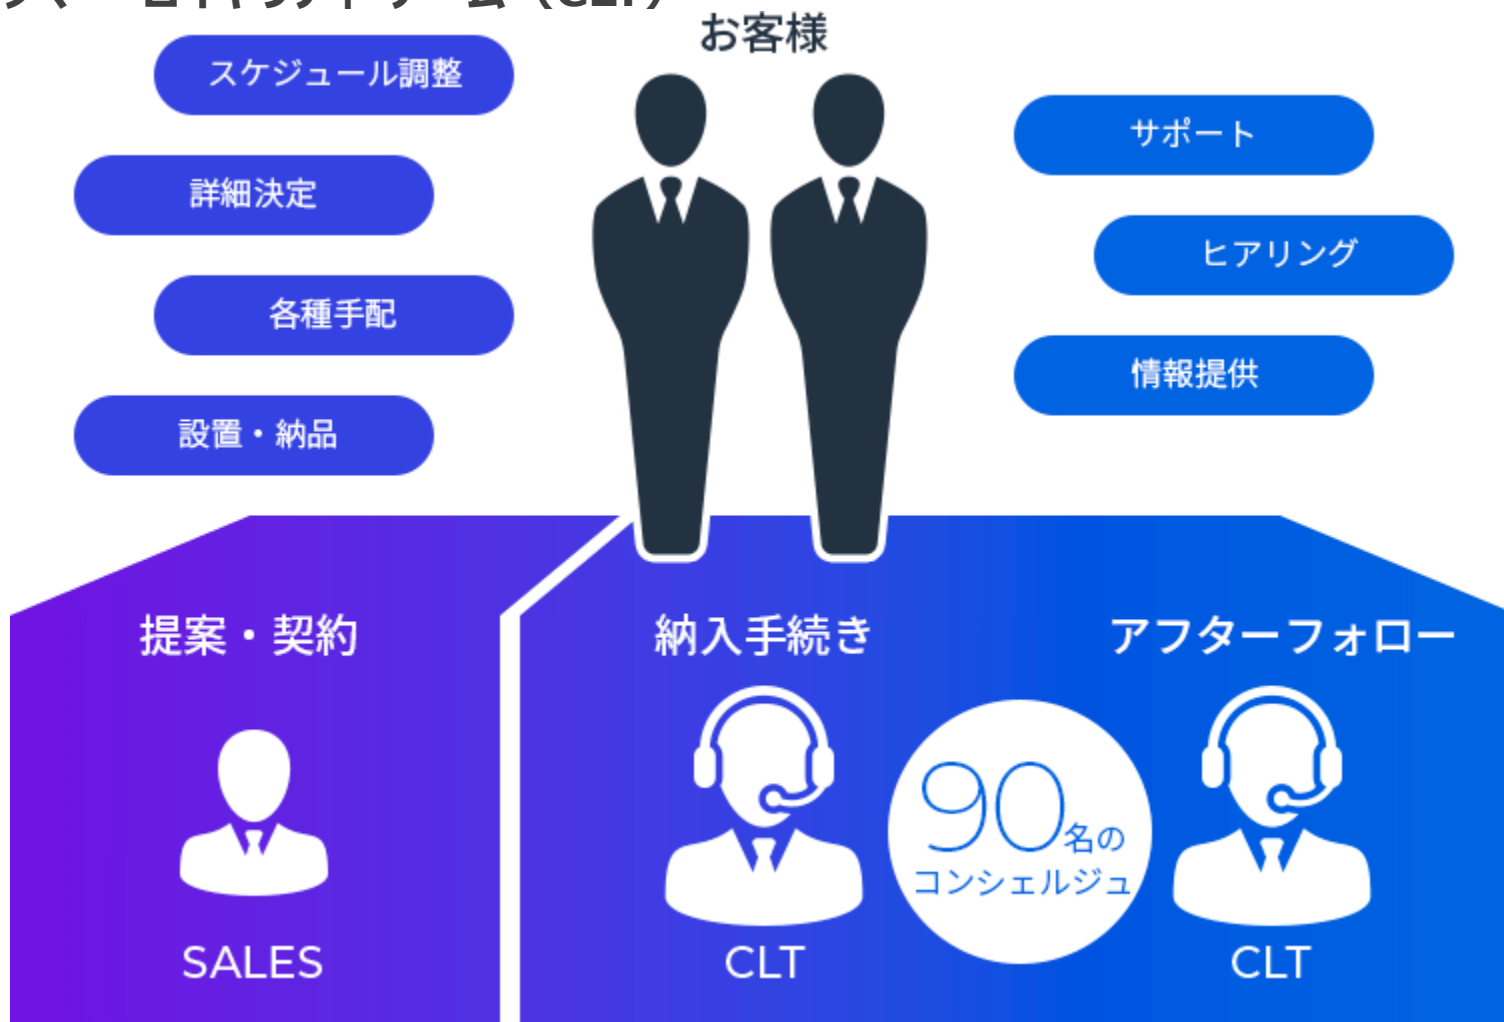 お客様
スケジュール調整
詳細決定
各種手配
設置・納品
サポート
ヒアリング
情報提供
提案・契約
納入手続き
アフターフォロー
90名の
コンシェルジュ
SALES
CLT
CLT